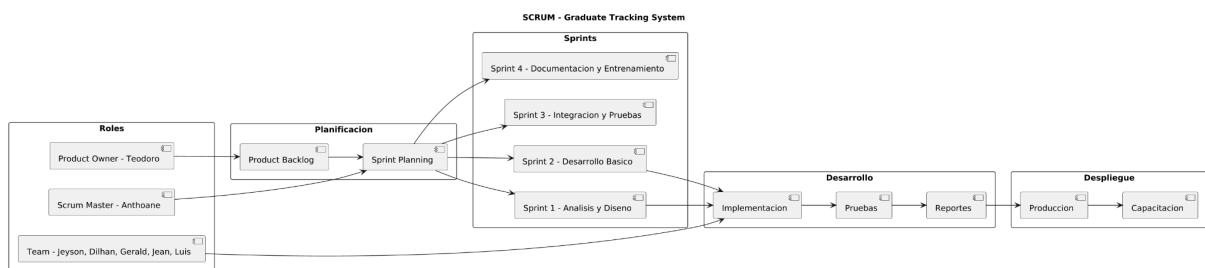 SCRUM - Graduate Tracking System
Roles
Product Owner - Teodoro
Scrum Master - Anthoane
Team - Jeyson, Dilhan, Gerald, Jean, Luis
Planificacion
Product Backlog
Sprint Planning
Sprints
Sprint 4 - Documentacion y Entrenamiento
Sprint 3 - Integracion y Pruebas
Sprint 2 - Desarrollo Basico
Sprint 1 - Analisis y Diseno
Desarrollo
Implementacion
Pruebas
Reportes
Despliegue
Produccion
Capacitacion